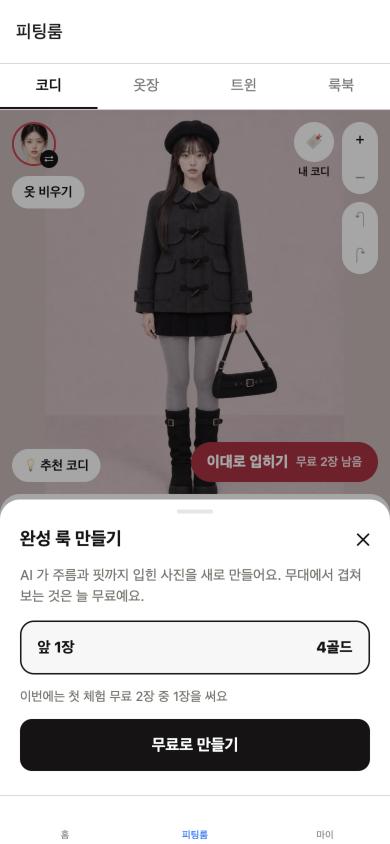 피팅룸
코디
옷장
트윈
룩북
+
−
내 코디
옷 비우기
추천 코디
이대로 입히기 무료 2장 남음
완성 룩 만들기
AI 가 주름과 핏까지 입힌 사진을 새로 만들어요. 무대에서 겹쳐
보는 것은 늘 무료예요.
앞 1장 4골드
이번에는 첫 체험 무료 2장 중 1장을 써요
무료로 만들기
홈
피팅룸
마이